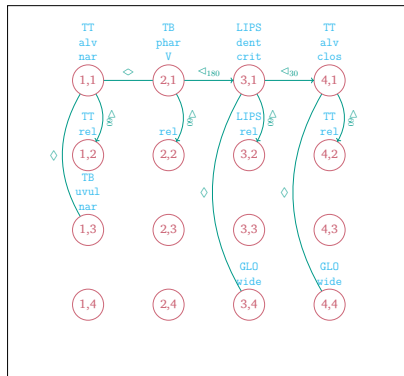 TT TB LIPS TT
alv phar dent alv
nar V crit clos
1,1 ◇ 2,1 ◁180 3,1 ◁30 4,1
TT LIPS TT
rel rel rel rel
1,2 2,2 3,2 4,2
◇ ◇ ◇
TB
uvul
nar
1,3 2,3 3,3 4,3
GLO GLO
wide wide
1,4 2,4 3,4 4,4